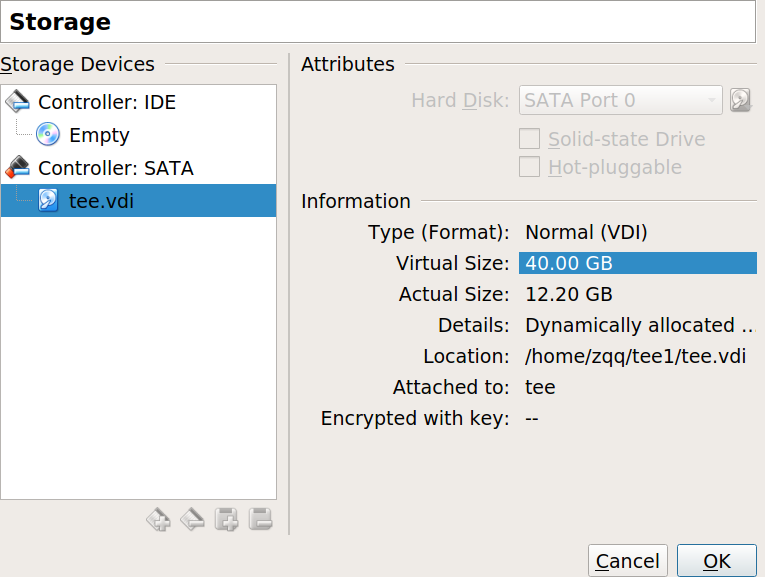 Storage
Storage Devices
Controller: IDE
Empty
Controller: SATA
tee.vdi
Attributes
Hard Disk: SATA Port 0
Solid-state Drive
Hot-pluggable
Information
Type (Format): Normal (VDI)
Virtual Size: 40.00 GB
Actual Size: 12.20 GB
Details: Dynamically allocated ...
Location: /home/zqq/tee1/tee.vdi
Attached to: tee
Encrypted with key: --
Cancel OK